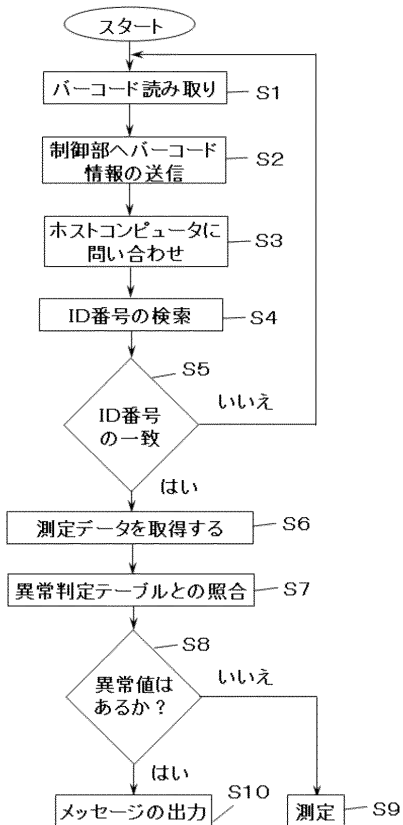 スタート
バーコード読み取り
S1
制御部へバーコード
情報の送信
S2
ホストコンピュータに
問い合わせ
S3
ID番号の検索
S4
S5
ID番号
の一致
いいえ
はい
測定データを取得する
S6
異常判定テーブルとの照合
S7
S8
異常値は
あるか？
いいえ
はい
メッセージの出力
S10
測定
S9